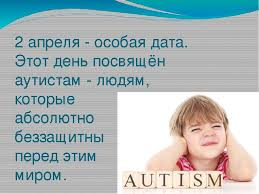 2 апреля - особая дата.
Этот день посвящён
аутистам - людям,
которые
абсолютно
беззащитны
перед этим
миром.
AUTISM